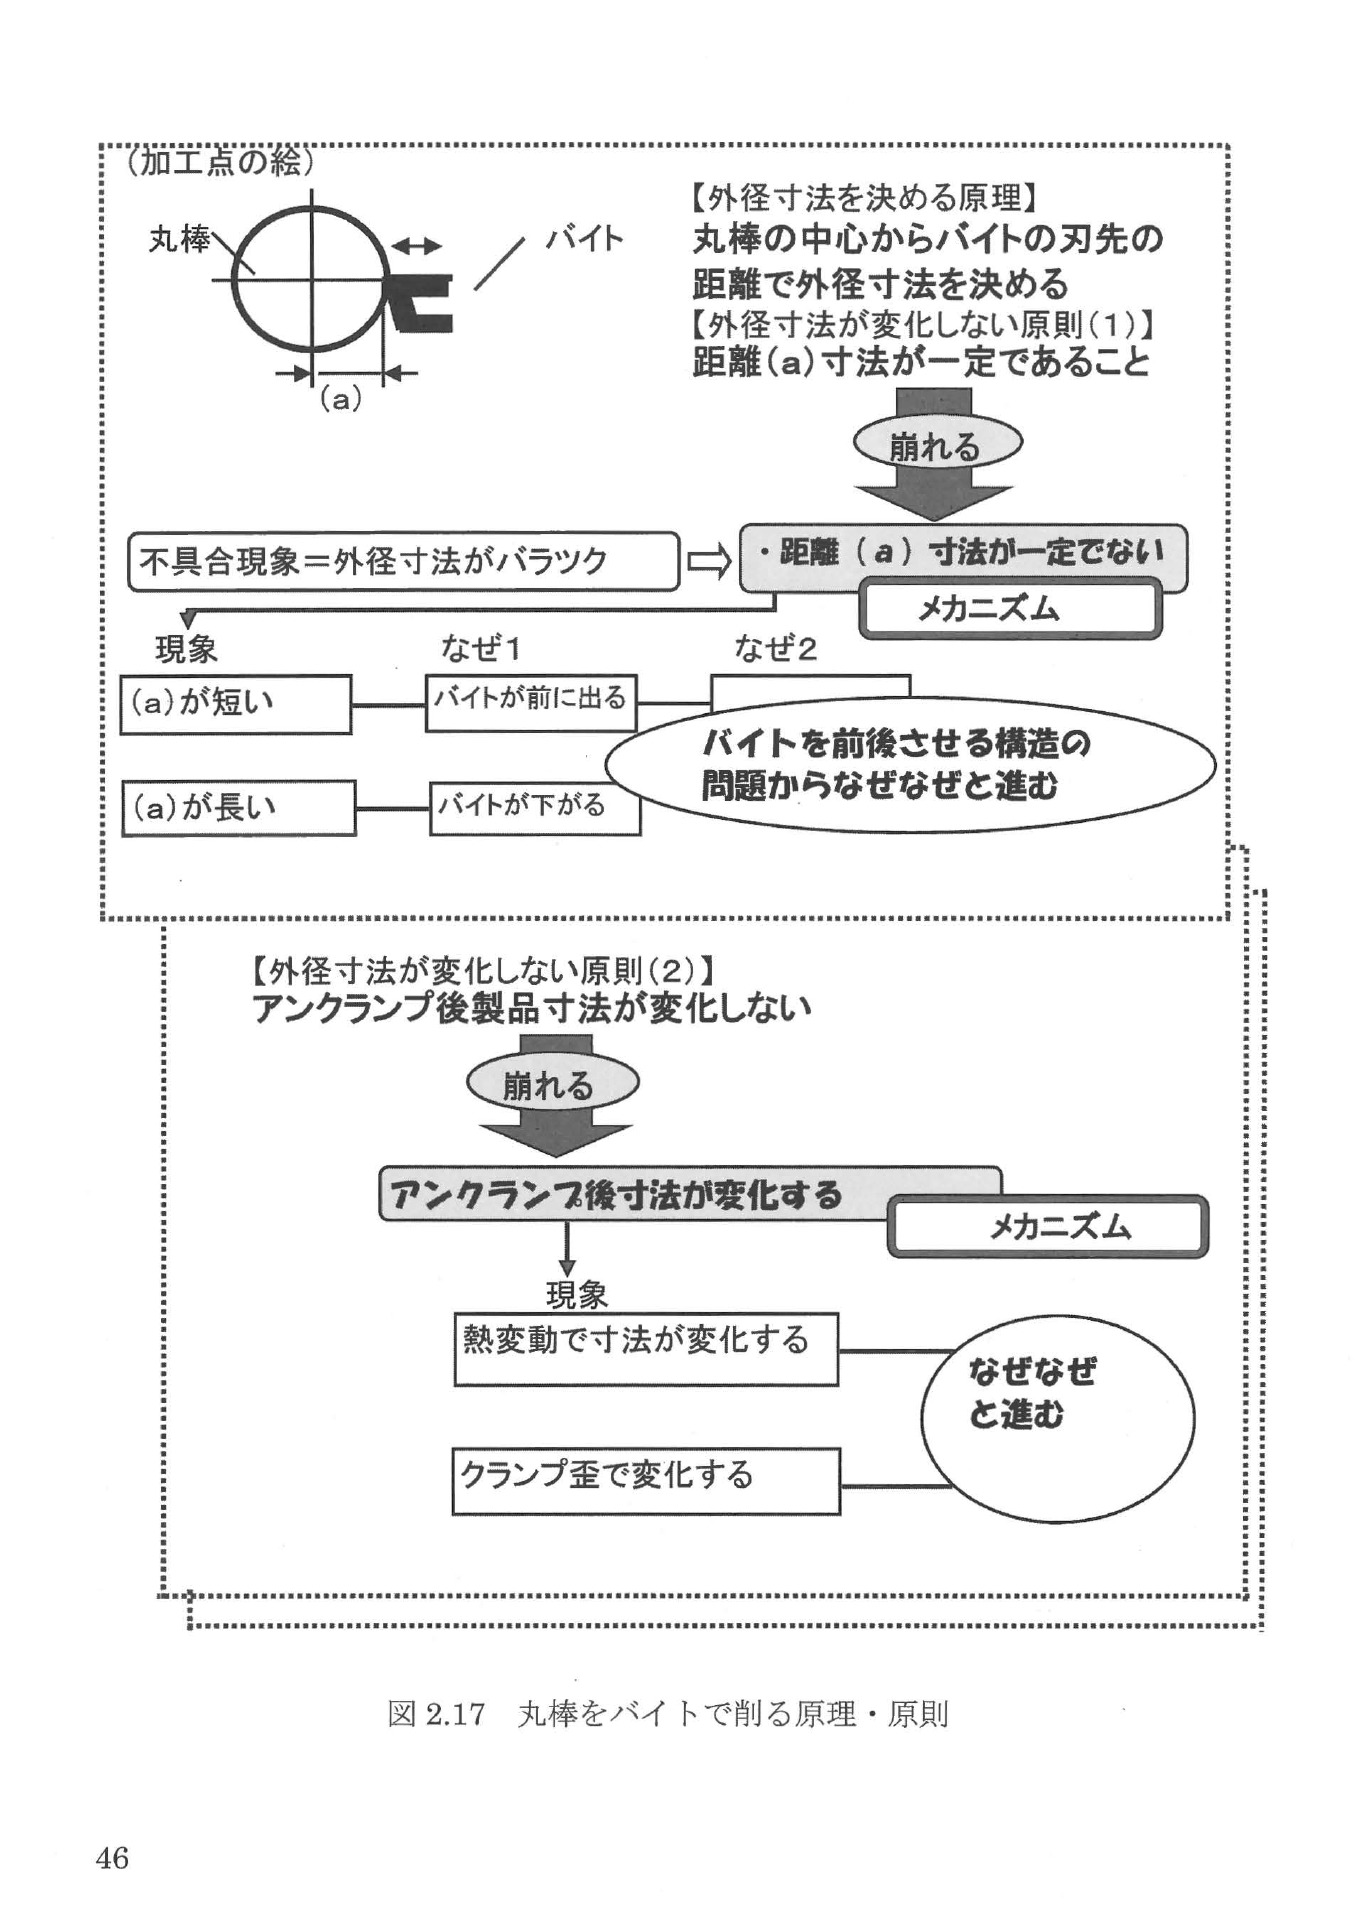 （加工点の絵）
丸棒
バイト
（a）
【外径寸法を決める原理】
丸棒の中心からバイトの刃先の
距離で外径寸法を決める
【外径寸法が変化しない原則（1）】
距離（a）寸法が一定であること
崩れる
不具合現象＝外径寸法がバラツク
・距離（a）寸法が一定でない
メカニズム
現象
なぜ1
なぜ2
（a）が短い
バイトが前に出る
バイトを前後させる構造の
問題からなぜなぜと進む
（a）が長い
バイトが下がる
【外径寸法が変化しない原則（2）】
アンクランプ後製品寸法が変化しない
崩れる
アンクランプ後寸法が変化する
メカニズム
現象
熱変動で寸法が変化する
なぜなぜ
と進む
クランプ歪で変化する
図 2.17　丸棒をバイトで削る原理・原則
46